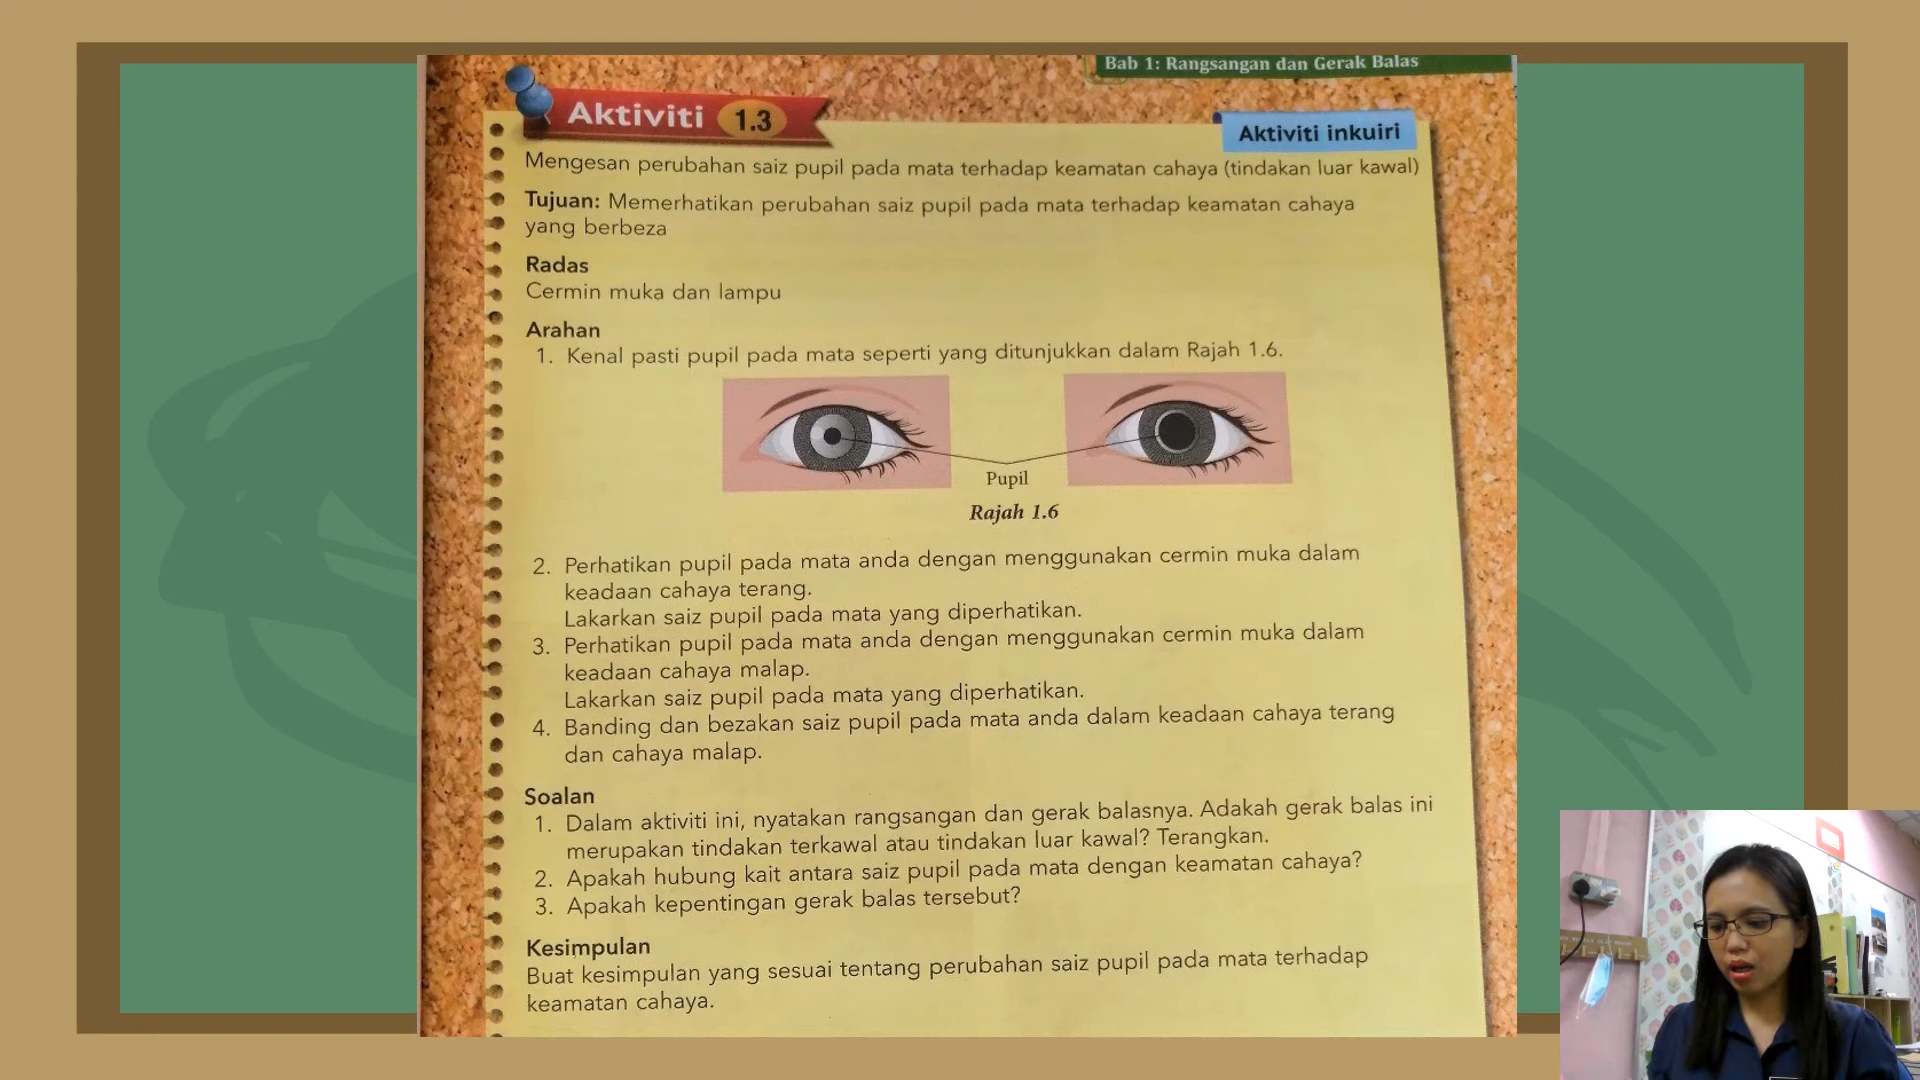 Bab 1: Rangsangan dan Gerak Balas
Aktiviti 1.3
Aktiviti inkuiri
Mengesan perubahan saiz pupil pada mata terhadap keamatan cahaya (tindakan luar kawal)
Tujuan: Memerhatikan perubahan saiz pupil pada mata terhadap keamatan cahaya
yang berbeza
Radas
Cermin muka dan lampu
Arahan
1. Kenal pasti pupil pada mata seperti yang ditunjukkan dalam Rajah 1.6.
Pupil
Rajah 1.6
2. Perhatikan pupil pada mata anda dengan menggunakan cermin muka dalam
keadaan cahaya terang.
Lakarkan saiz pupil pada mata yang diperhatikan.
3. Perhatikan pupil pada mata anda dengan menggunakan cermin muka dalam
keadaan cahaya malap.
Lakarkan saiz pupil pada mata yang diperhatikan.
4. Banding dan bezakan saiz pupil pada mata anda dalam keadaan cahaya terang
dan cahaya malap.
Soalan
1. Dalam aktiviti ini, nyatakan rangsangan dan gerak balasnya. Adakah gerak balas ini
merupakan tindakan terkawal atau tindakan luar kawal? Terangkan.
2. Apakah hubung kait antara saiz pupil pada mata dengan keamatan cahaya?
3. Apakah kepentingan gerak balas tersebut?
Kesimpulan
Buat kesimpulan yang sesuai tentang perubahan saiz pupil pada mata terhadap
keamatan cahaya.